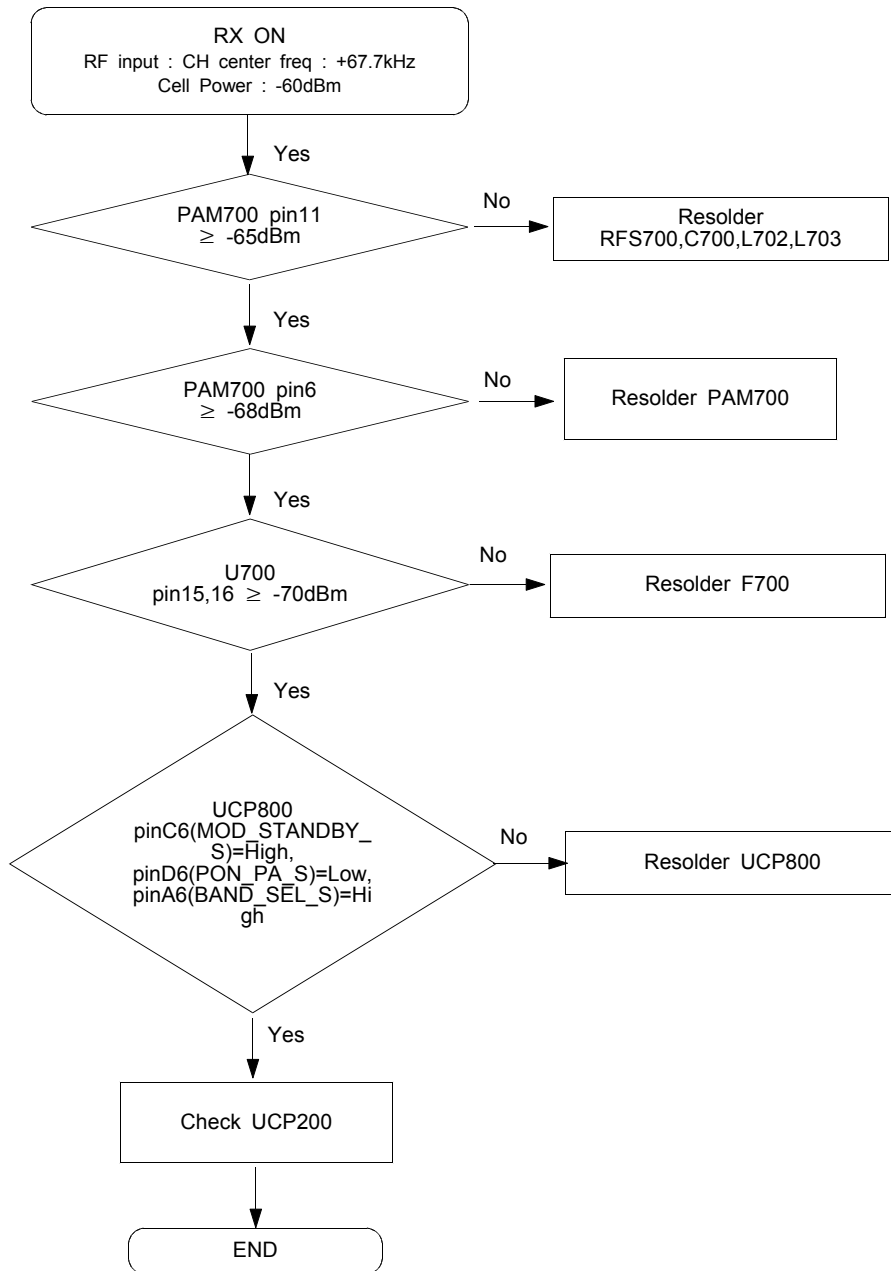 RX ON
RF input : CH center freq : +67.7kHz
Cell Power : -60dBm
Yes
PAM700 pin11
≥ -65dBm
No
Resolder
RFS700,C700,L702,L703
Yes
PAM700 pin6
≥ -68dBm
No
Resolder PAM700
Yes
U700
pin15,16 ≥ -70dBm
No
Resolder F700
Yes
UCP800
pinC6(MOD_STANDBY_
S)=High,
pinD6(PON_PA_S)=Low,
pinA6(BAND_SEL_S)=Hi
gh
No
Resolder UCP800
Yes
Check UCP200
END